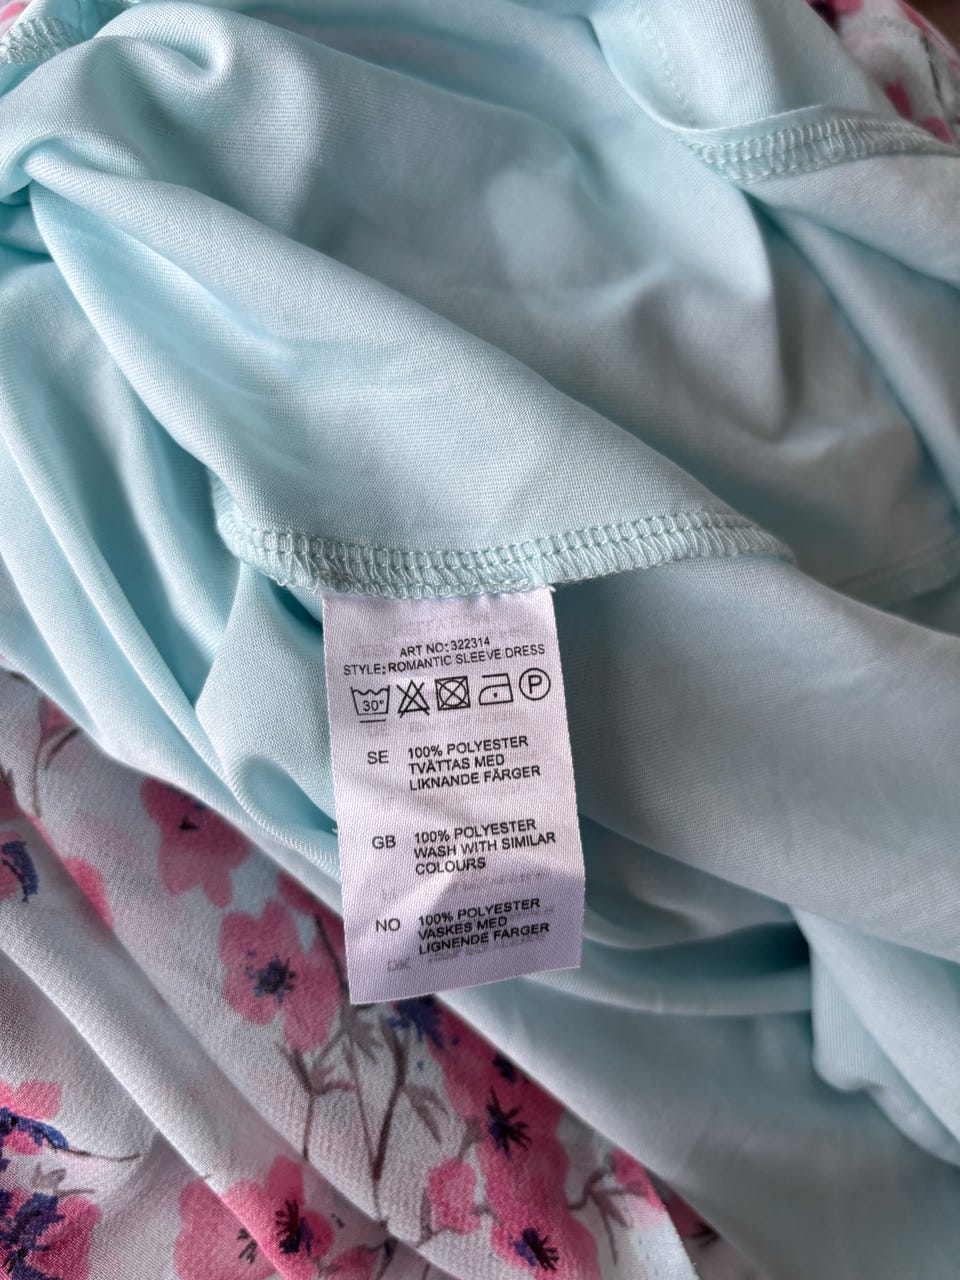 ART NO: 322314
STYLE: ROMANTIC SLEEVE DRESS
30°
P
SE 100% POLYESTER
TVÄTTAS MED
LIKNANDE FÄRGER
GB 100% POLYESTER
WASH WITH SIMILAR
COLOURS
NO 100% POLYESTER
VASKES MED
LIGNENDE FARGER